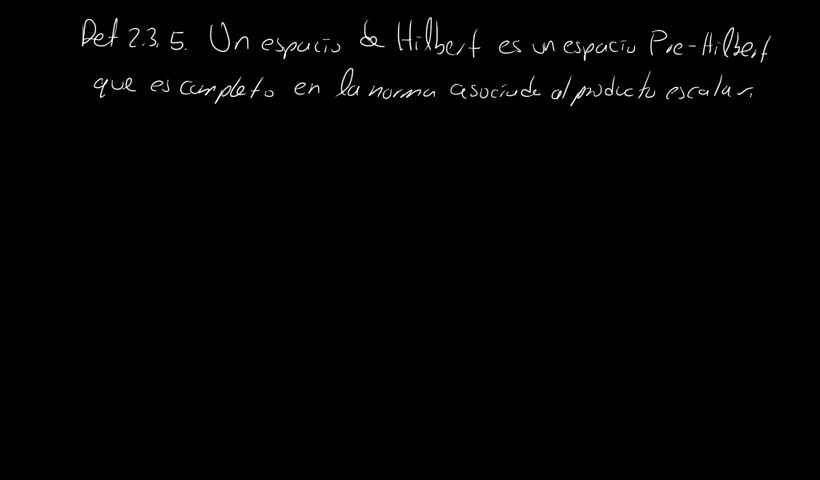 Def 2.3.5. Un espacio de Hilbert es un espacio Pre-Hilbert
que es completo en la norma asociada al producto escalar.